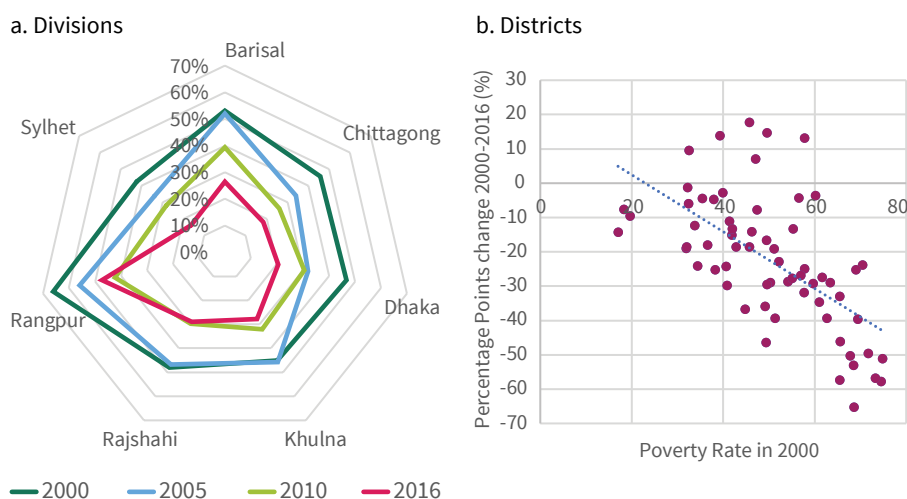 a. Divisions
Barisal
70%
60%
50%
40%
30%
20%
10%
0%
Chittagong
Dhaka
Khulna
Rajshahi
Rangpur
Sylhet
2000 2005 2010 2016
b. Districts
Percentage Points change 2000-2016 (%)
30
20
10
0
-10
-20
-30
-40
-50
-60
-70
0 20 40 60 80
Poverty Rate in 2000